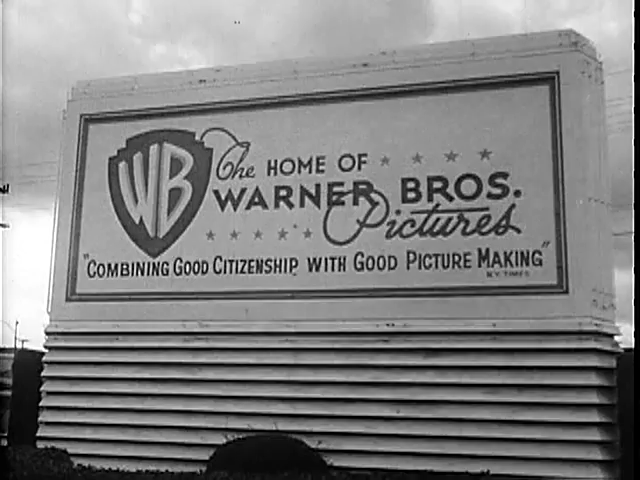 WB
The HOME OF
WARNER BROS.
Pictures
"COMBINING GOOD CITIZENSHIP WITH GOOD PICTURE MAKING"
N.Y. TIMES